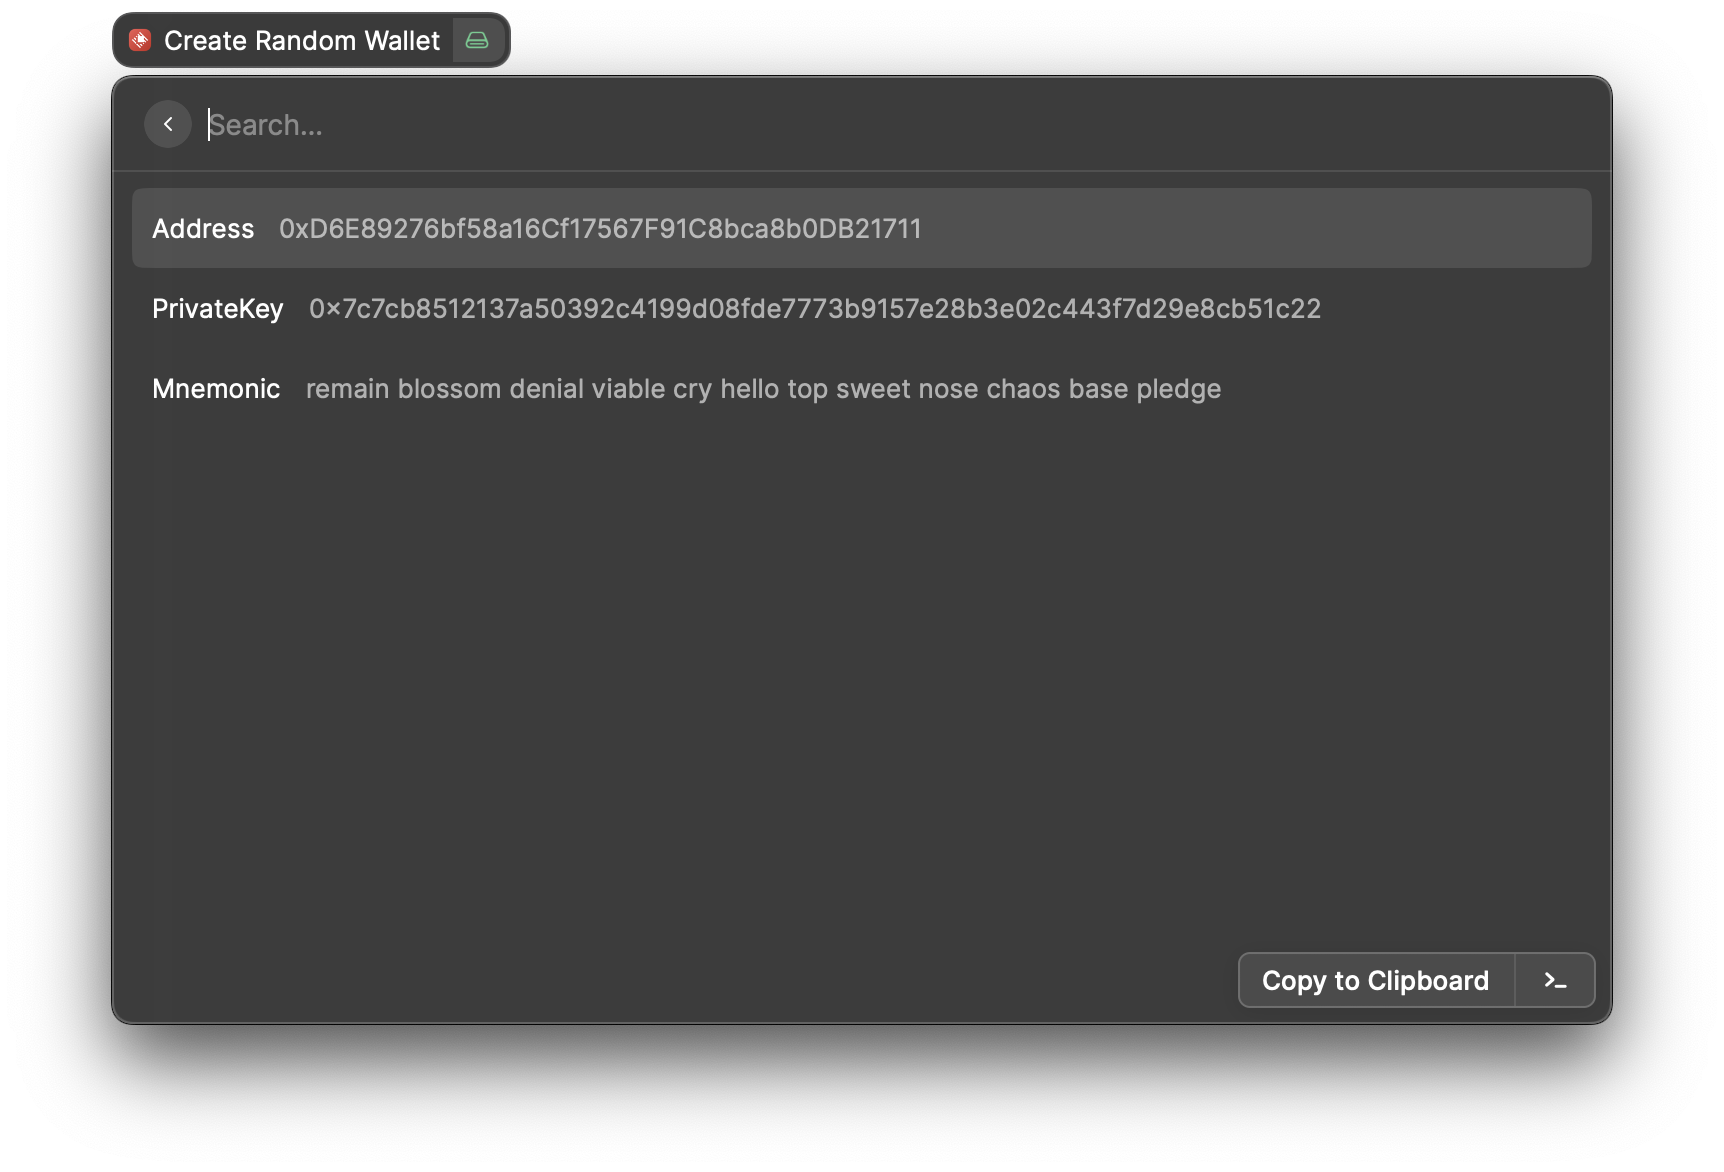 Create Random Wallet
Search...
Address 0xD6E89276bf58a16Cf17567F91C8bca8b0DB21711
PrivateKey 0x7c7cb8512137a50392c4199d08fde7773b9157e28b3e02c443f7d29e8cb51c22
Mnemonic remain blossom denial viable cry hello top sweet nose chaos base pledge
Copy to Clipboard